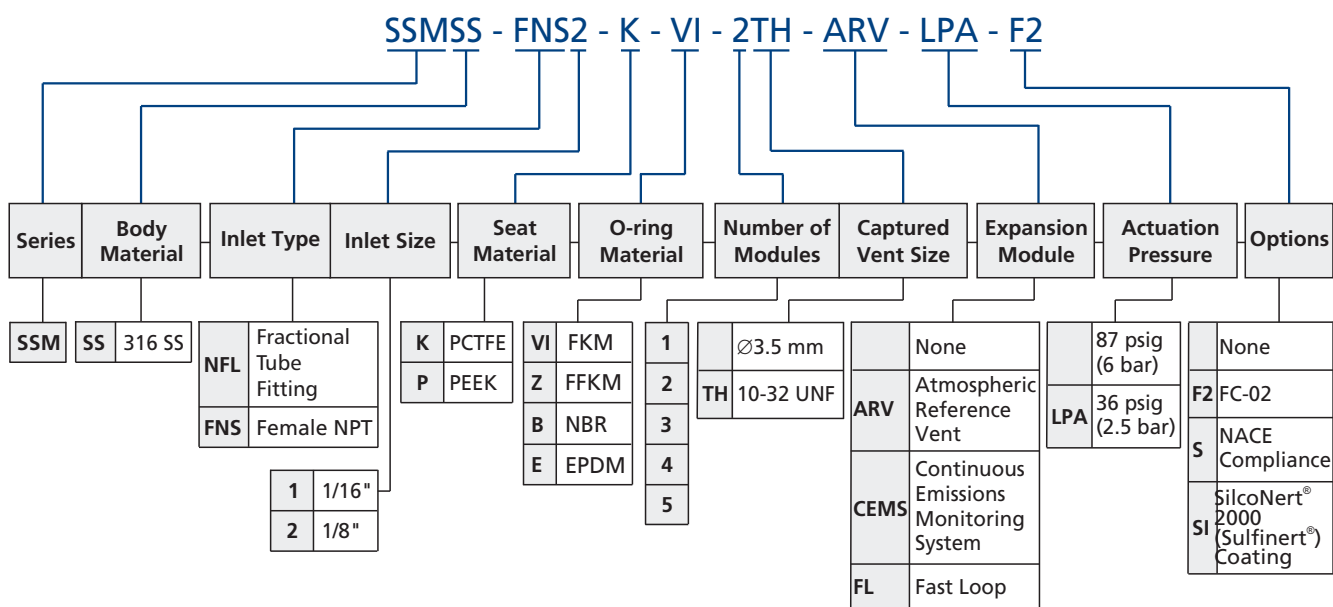 SSMSS - FNS2 - K - VI - 2TH - ARV - LPA - F2
Series
Body
Material
Inlet Type
Inlet Size
Seat
Material
O-ring
Material
Number of
Modules
Captured
Vent Size
Expansion
Module
Actuation
Pressure
Options
SSM
SS 316 SS
NFL Fractional
Tube
Fitting
FNS Female NPT
1 1/16"
2 1/8"
K PCTFE
P PEEK
VI FKM
Z FFKM
B NBR
E EPDM
1
2
3
4
5
∅3.5 mm
TH 10-32 UNF
None
ARV Atmospheric
Reference
Vent
CEMS Continuous
Emissions
Monitoring
System
FL Fast Loop
87 psig
(6 bar)
LPA 36 psig
(2.5 bar)
None
F2 FC-02
S NACE
Compliance
SI SilcoNert®
2000
(Sulfinert®)
Coating